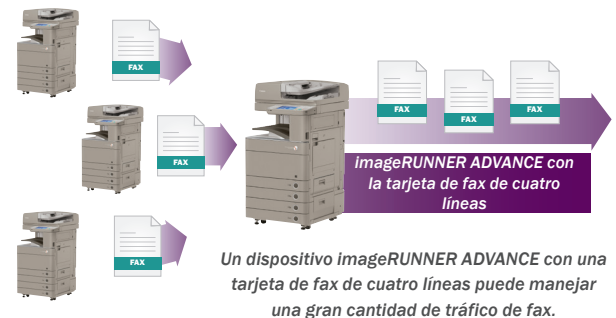 FAX
FAX
FAX
FAX
FAX
FAX
imageRUNNER ADVANCE con
la tarjeta de fax de cuatro
líneas
Un dispositivo imageRUNNER ADVANCE con una
tarjeta de fax de cuatro líneas puede manejar
una gran cantidad de tráfico de fax.